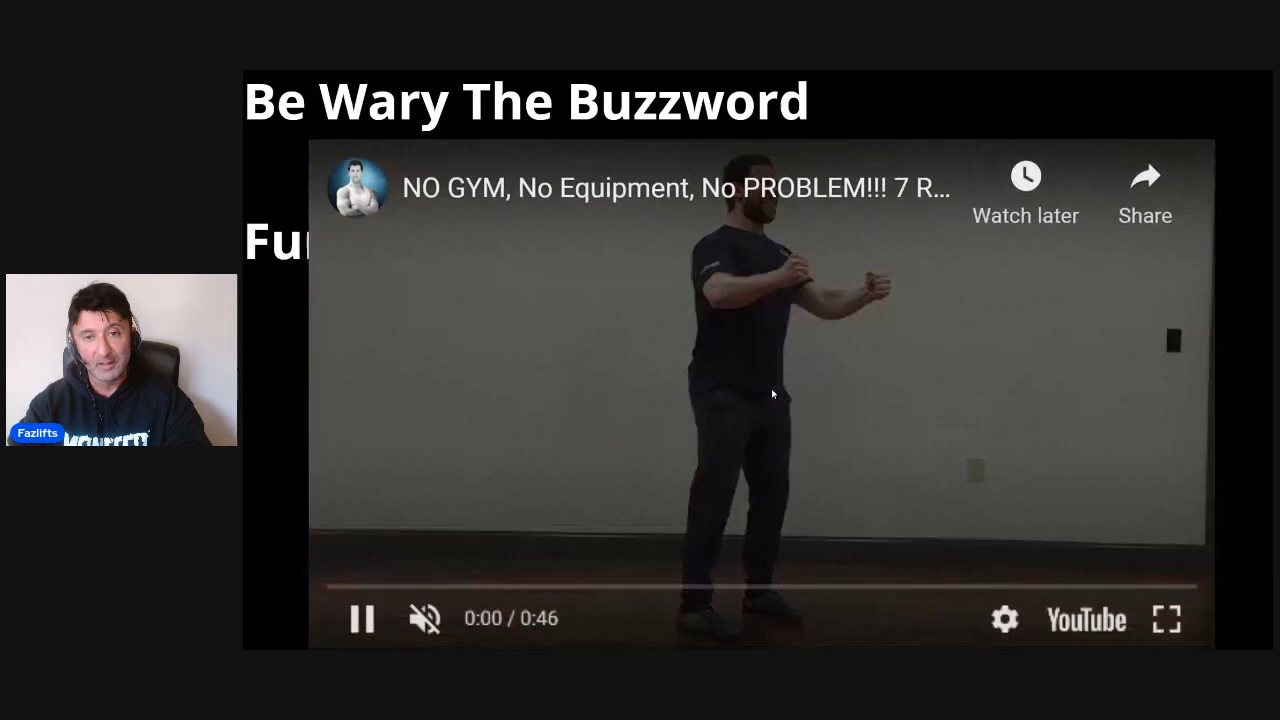 Be Wary The Buzzword
NO GYM, No Equipment, No PROBLEM!!! 7 R...
Watch later
Share
Fu
Fazlifts
0:00 / 0:46
YouTube